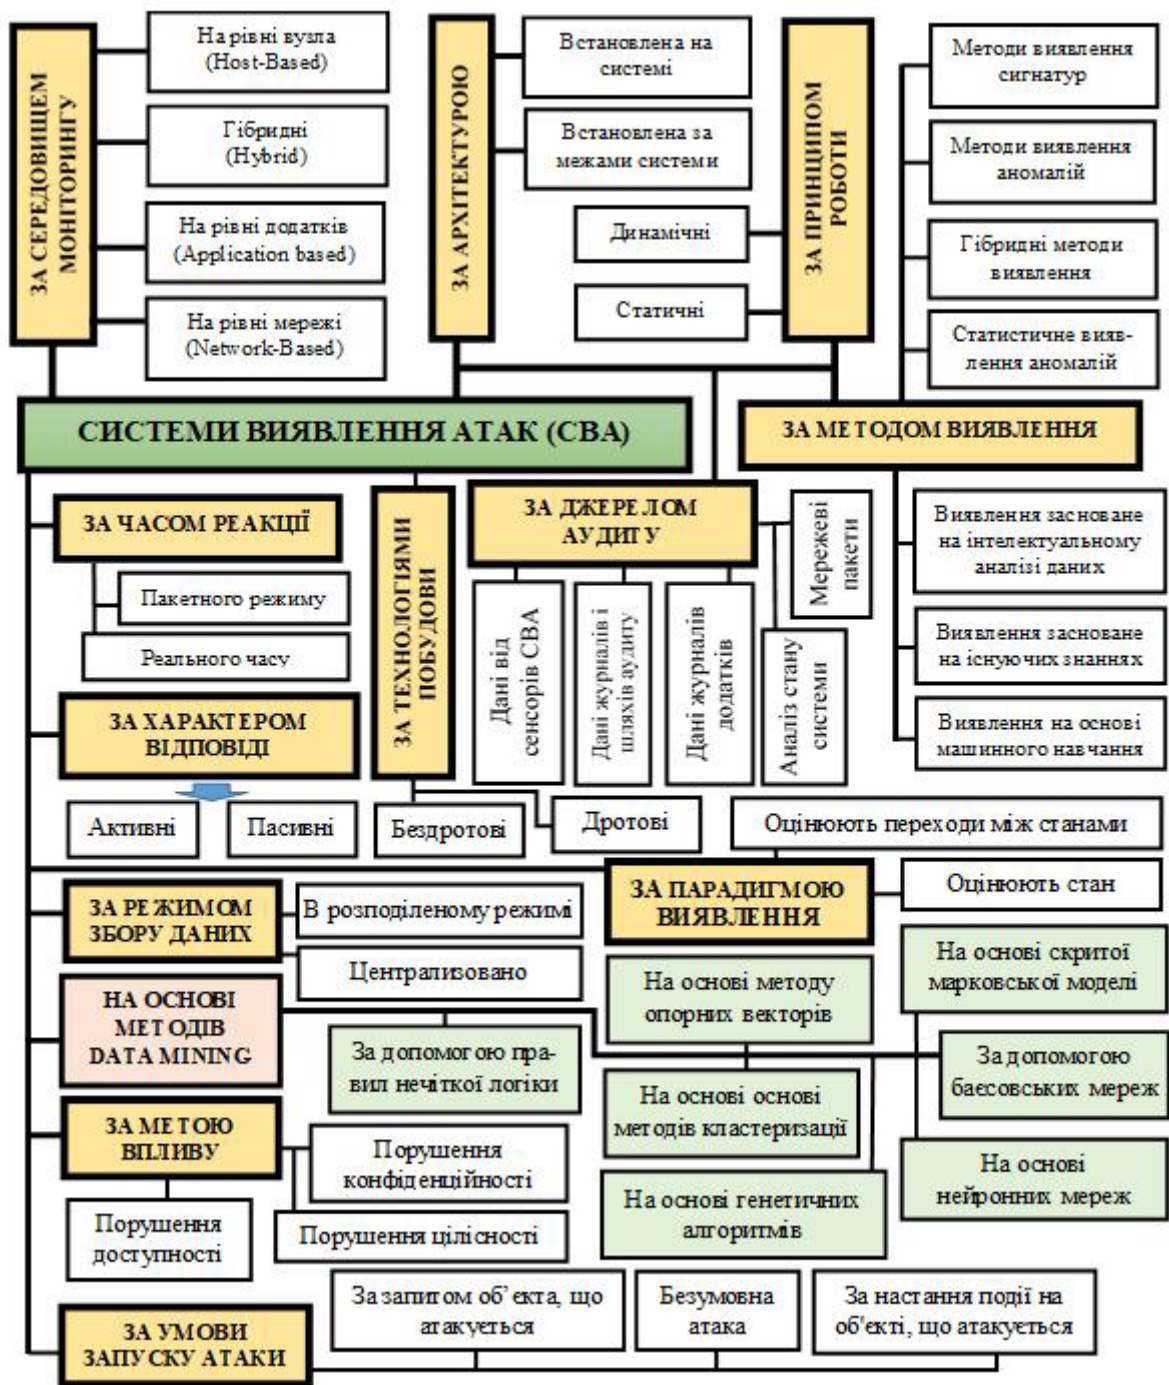 ЗА СЕРЕДОВИЩЕМ
МОНІТОРИНГУ
На рівні вузла
(Host-Based)
Гібридні
(Hybrid)
На рівні додатків
(Application based)
На рівні мережі
(Network-Based)
ЗА АРХІТЕКТУРОЮ
Встановлена на
системі
Встановлена за
межами системи
ЗА ПРИНЦИПОМ
РОБОТИ
Динамічні
Статичні
Методи виявлення
сигнатур
Методи виявлення
аномалій
Гібридні методи
виявлення
Статистичне вияв-
лення аномалій
СИСТЕМИ ВИЯВЛЕННЯ АТАК (СВА)
ЗА МЕТОДОМ ВИЯВЛЕННЯ
Виявлення засноване
на інтелектуальному
аналізі даних
Виявлення засноване
на існуючих знаннях
Виявлення на основі
машинного навчання
ЗА ЧАСОМ РЕАКЦІЇ
Пакетного режиму
Реального часу
ЗА ХАРАКТЕРОМ
ВІДПОВІДІ
Активні
Пасивні
ЗА ТЕХНОЛОГІЯМИ
ПОБУДОВИ
Бездротові
Дротові
ЗА ДЖЕРЕЛОМ
АУДИТУ
Дані від
сенсорів СВА
Дані журналів і
шляхів аудиту
Дані журналів
додатків
Мережеві
пакети
Аналіз стану
системи
Оцінюють переходи між станами
ЗА ПАРАДИГМОЮ
ВИЯВЛЕННЯ
Оцінюють стан
ЗА РЕЖИМОМ
ЗБОРУ ДАНИХ
В розподіленому режимі
Централизовано
НА ОСНОВІ
МЕТОДІВ
DATA MINING
За допомогою пра-
вил нечіткої логіки
На основі методу
опорних векторів
На основі скритої
марковської моделі
На основі основі
методів кластеризації
За допомогою
баєсовських мереж
На основі генетичних
алгоритмів
На основі
нейронних мереж
ЗА МЕТОЮ
ВПЛИВУ
Порушення
конфіденційності
Порушення цілісності
Порушення
доступності
ЗА УМОВИ
ЗАПУСКУ АТАКИ
За запитом об’єкта, що
атакується
Безумовна
атака
За настання події на
об'єкті, що атакується